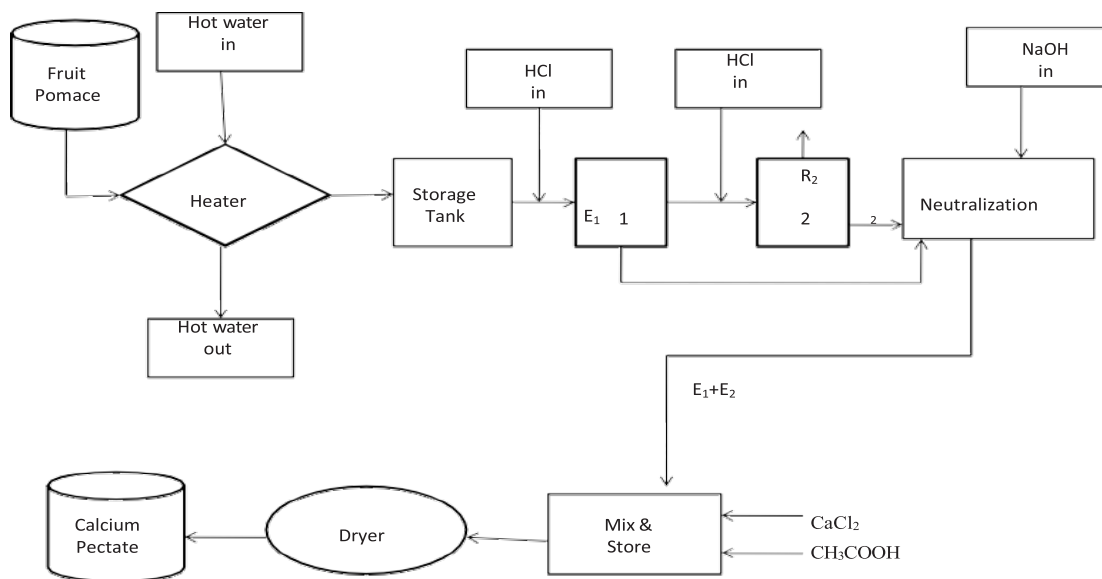 Hot water
in
Fruit
Pomace
HCl
in
HCl
in
NaOH
in
Heater
Storage
Tank
E₁ 1
R₂
2
2
Neutralization
Hot water
out
E₁+E₂
Calcium
Pectate
Dryer
Mix &
Store
CaCl₂
CH₃COOH